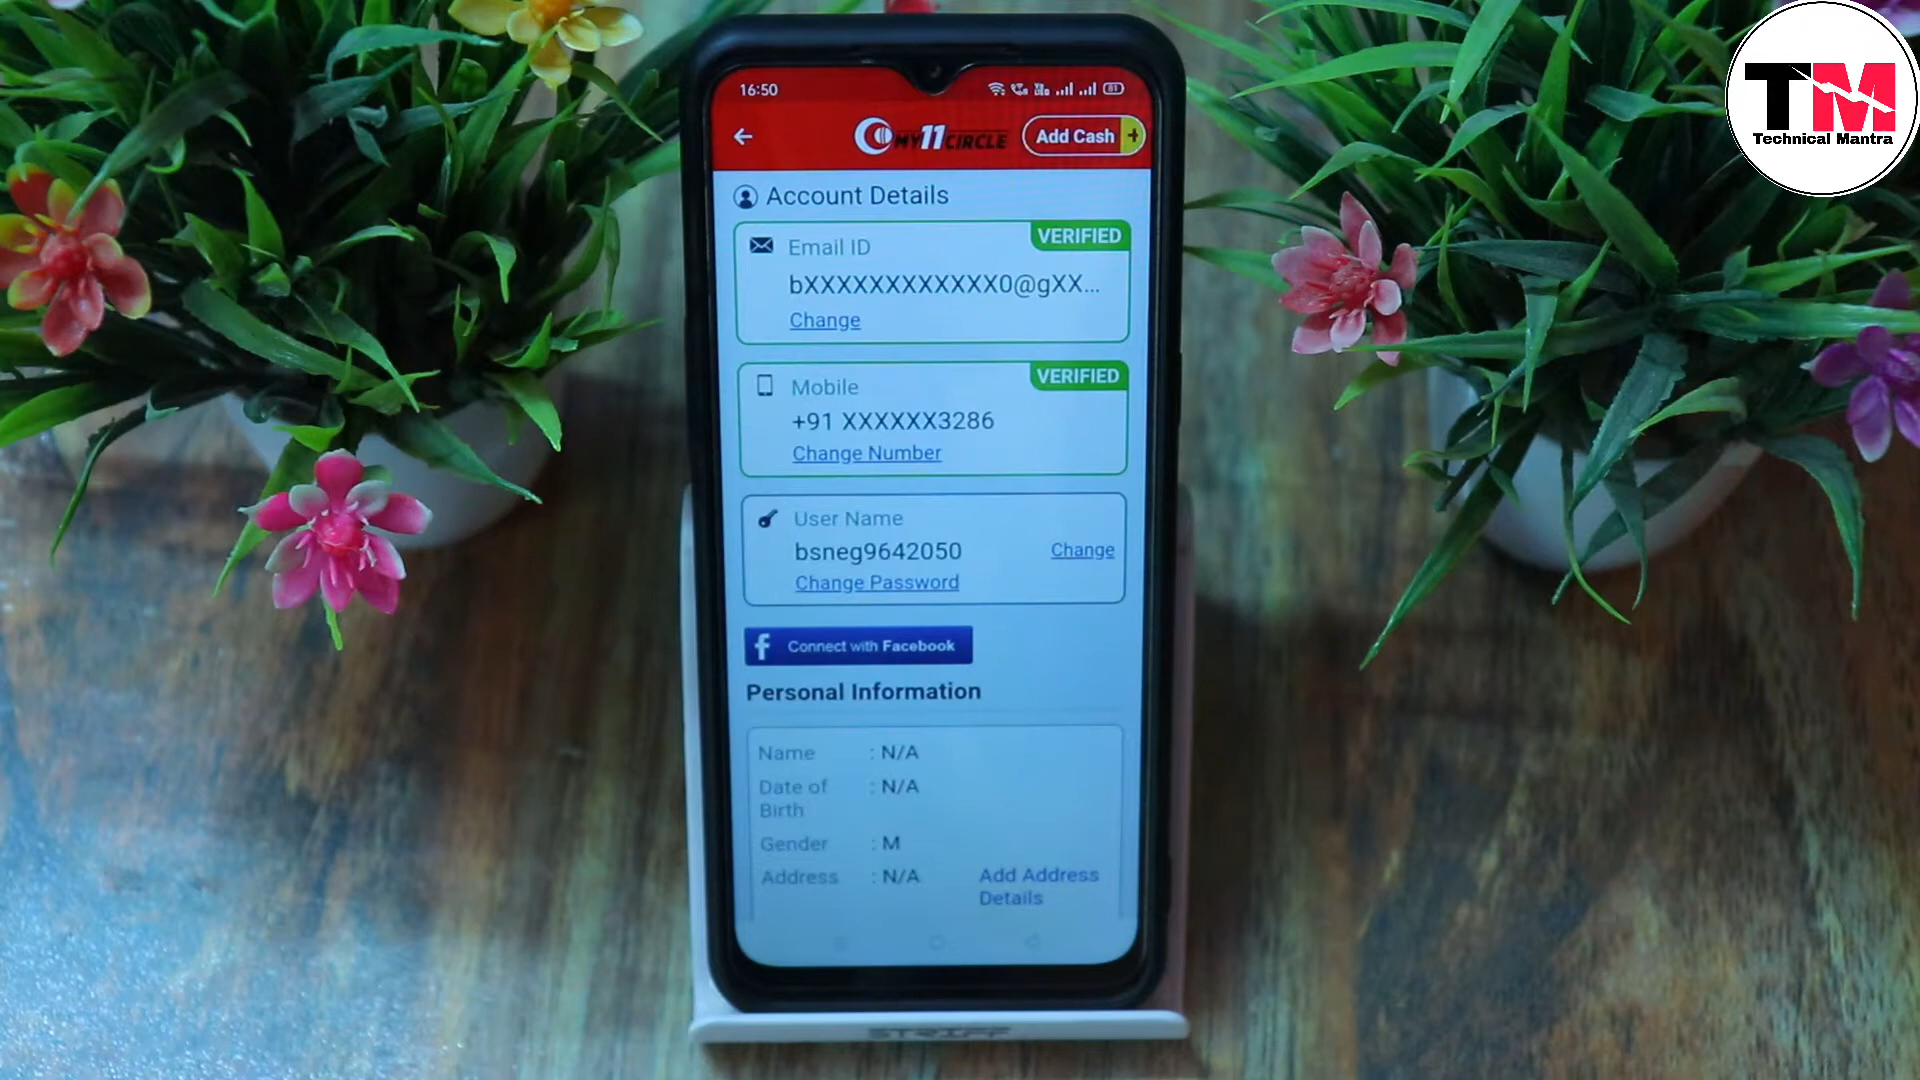 16:50
81
MY11CIRCLE
Add Cash +
TM
Technical Mantra
Account Details
VERIFIED
Email ID
bXXXXXXXXXXXX0@gXX...
Change
VERIFIED
Mobile
+91 XXXXXX3286
Change Number
User Name
bsneg9642050
Change
Change Password
f Connect with Facebook
Personal Information
Name : N/A
Date of : N/A
Birth
Gender : M
Address : N/A
Add Address
Details
STRIFF